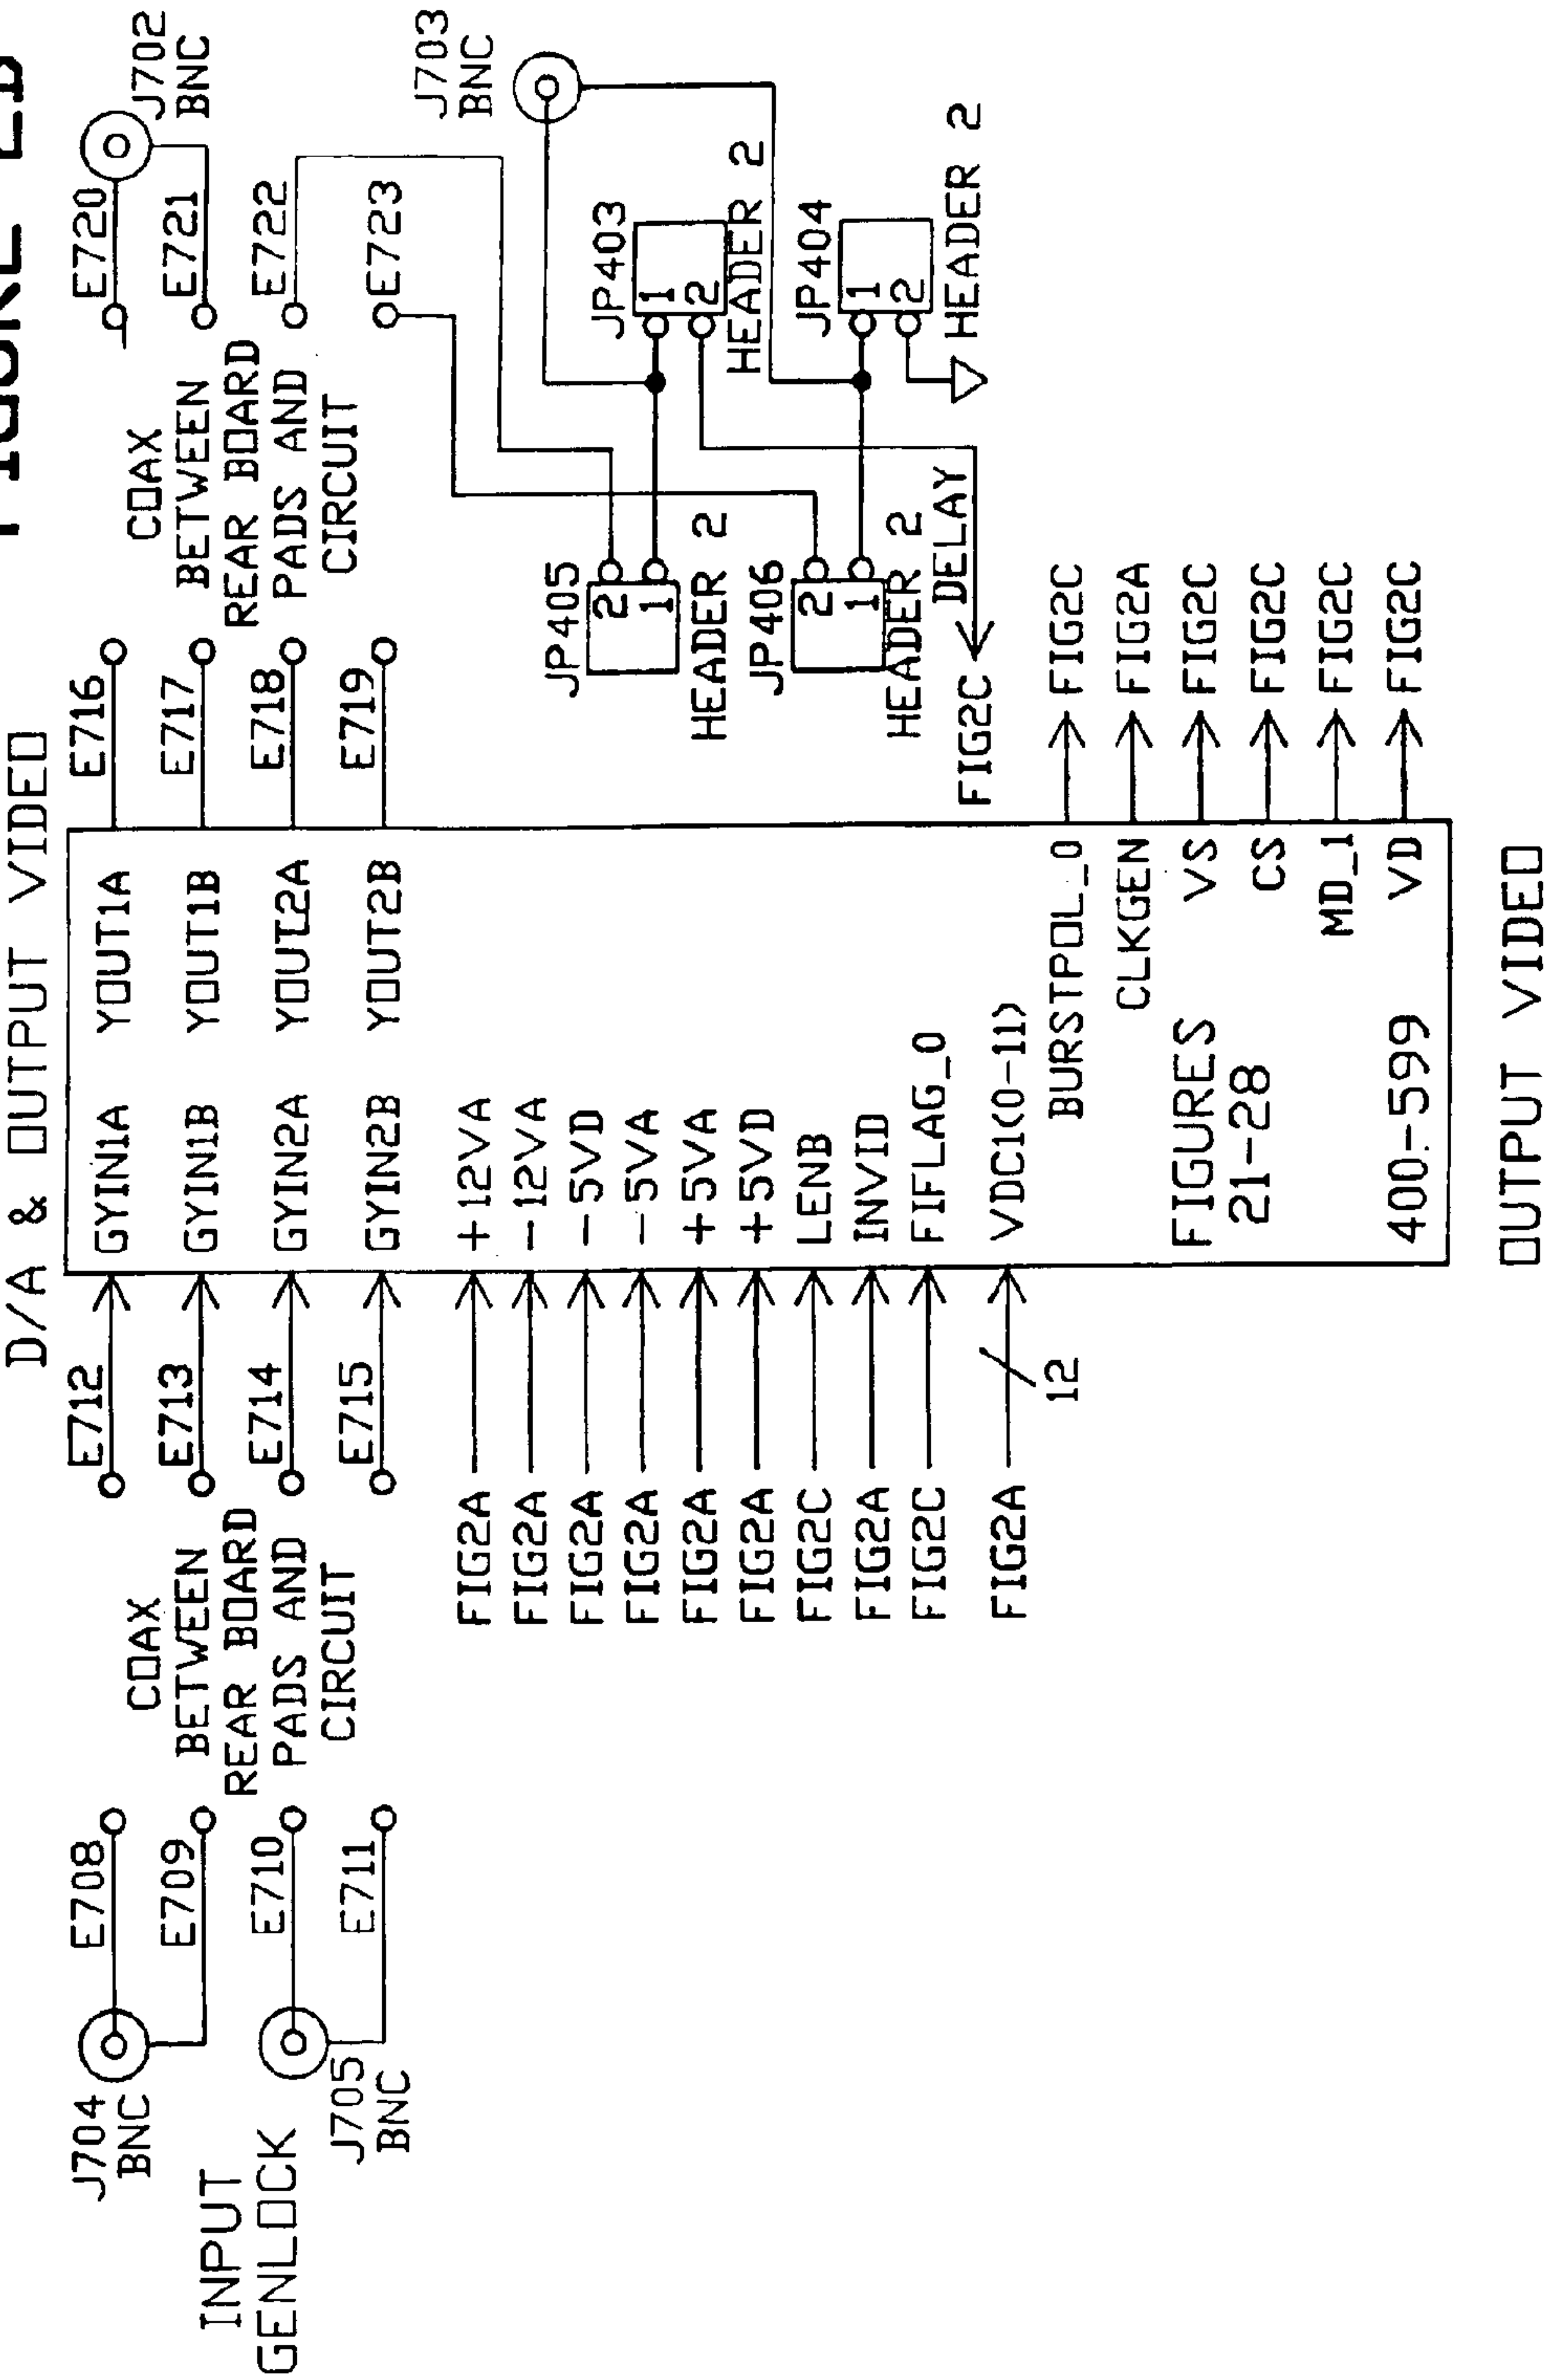 FIGURE 2B
D/A & OUTPUT VIDEO
J704
BNC
INPUT
GENLOCK
J705
BNC
E708
E709
E710
E711
COAX
BETWEEN
REAR BOARD
PADS AND
CIRCUIT
E712
E713
E714
E715
GYIN1A YOUT1A
GYIN1B YOUT1B
GYIN2A YOUT2A
GYIN2B YOUT2B
E716
E717
E718
E719
COAX
BETWEEN
REAR BOARD
PADS AND
CIRCUIT
E720
E721
E722
E723
J702
BNC
J703
BNC
FIG2A +12VA
FIG2A -12VA
FIG2A -5VD
FIG2A -5VA
FIG2A +5VA
FIG2A +5VD
FIG2C LENB
FIG2A INVID
FIG2C FIFLAG_0
FIG2A 12 VDC1(0-11)
JP405
2
1
HEADER 2
JP403
1
2
HEADER 2
JP406
2
1
HEADER 2
JP404
1
2
HEADER 2
FIG2C DELAY
BURSTPOL_0 FIG2C
CLKGEN FIG2A
VS FIG2C
CS FIG2C
MD_1 FIG2C
VD FIG2C
FIGURES
21-28
400-599
OUTPUT VIDEO